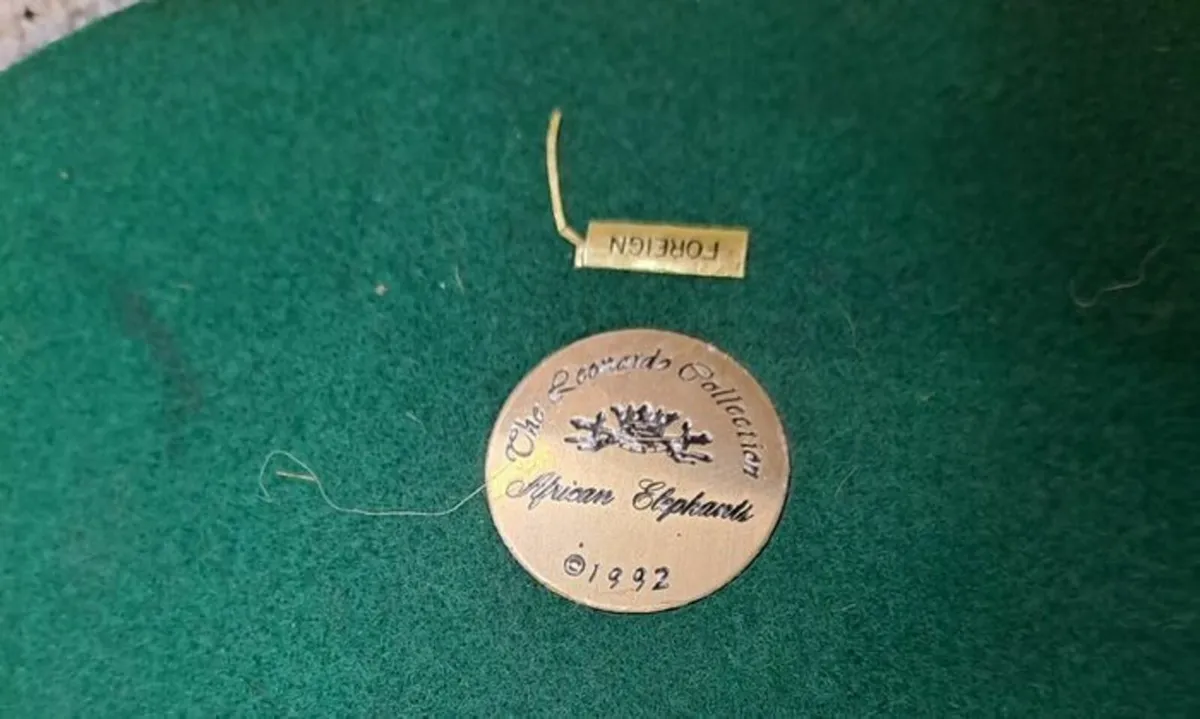 FOREIGN
The Leonardo Collection
African Elephants
©1992